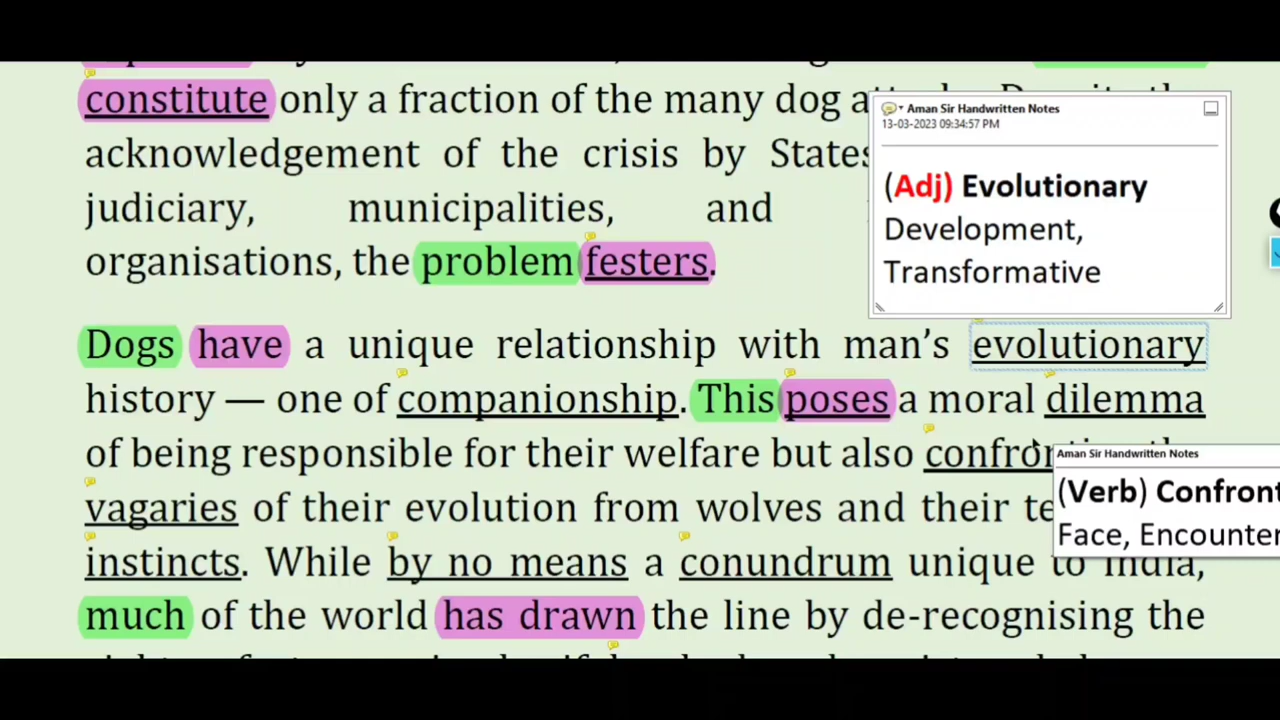 constitute only a fraction of the many dog
acknowledgement of the crisis by States
judiciary, municipalities, and
organisations, the problem festers.
Aman Sir Handwritten Notes
13-03-2023 09:34:57 PM
(Adj) Evolutionary
Development,
Transformative
Dogs have a unique relationship with man's evolutionary
history — one of companionship. This poses a moral dilemma
of being responsible for their welfare but also
vagaries of their evolution from wolves and their
instincts. While by no means a conundrum unique to India,
much of the world has drawn the line by de-recognising the
Aman Sir Handwritten Notes
(Verb) Confront
Face, Encounter